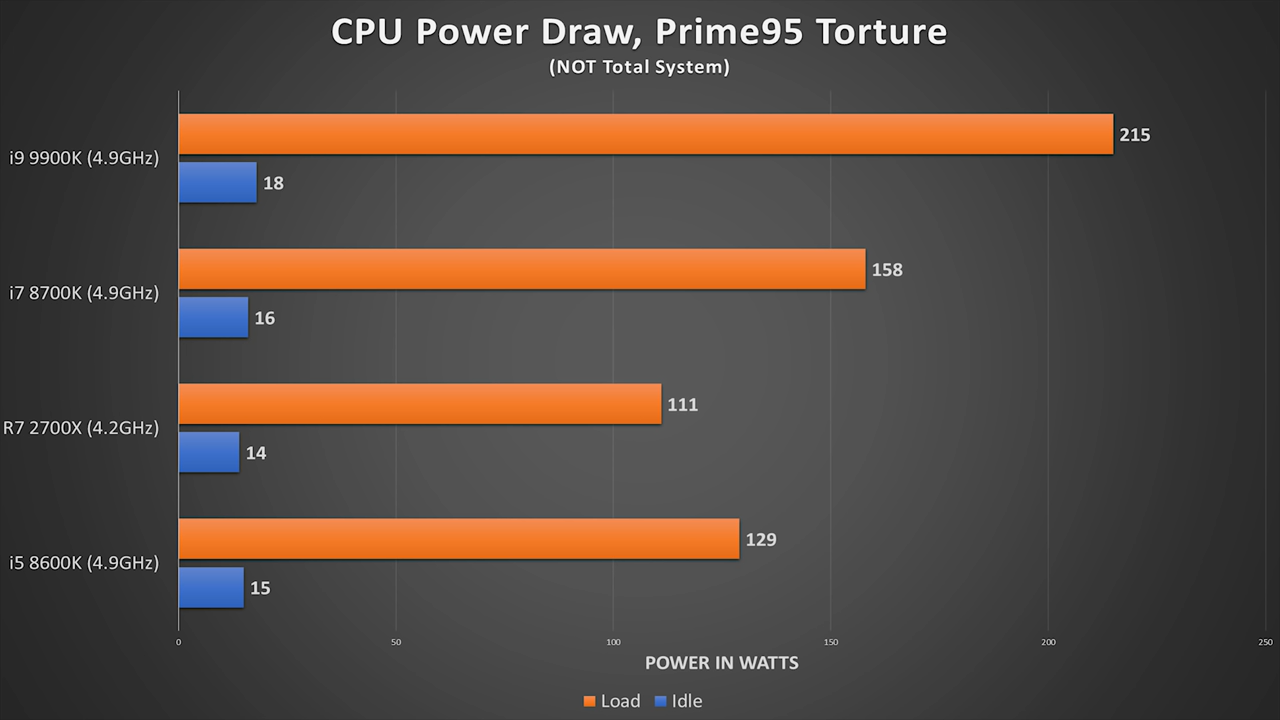 CPU Power Draw, Prime95 Torture
(NOT Total System)
i9 9900K (4.9GHz)
215
18
i7 8700K (4.9GHz)
158
16
R7 2700X (4.2GHz)
111
14
i5 8600K (4.9GHz)
129
15
0 50 100 150 200 250
POWER IN WATTS
Load Idle